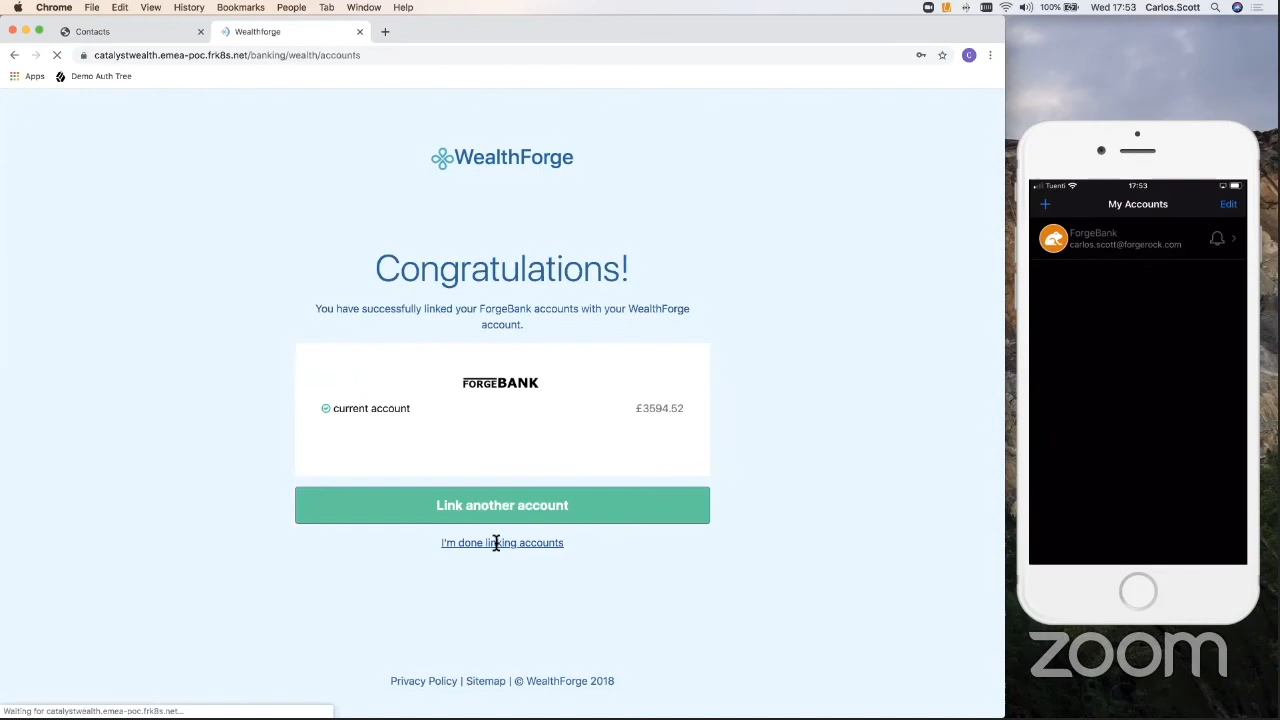 Chrome File Edit View History Bookmarks People Tab Window Help 100% Wed 17:53 Carlos.Scott
Contacts Wealthforge
catalystwealth.emea-poc.frk8s.net/banking/wealth/accounts C
Apps Demo Auth Tree
WealthForge
Congratulations!
You have successfully linked your ForgeBank accounts with your WealthForge
account.
FORGEBANK
current account £3594.52
Link another account
I'm done linking accounts
Privacy Policy | Sitemap | © WealthForge 2018
Waiting for catalystwealth.emea-poc.frk8s.net...
Tuenti 17:53
+ My Accounts Edit
ForgeBank
carlos.scott@forgerock.com
zoom